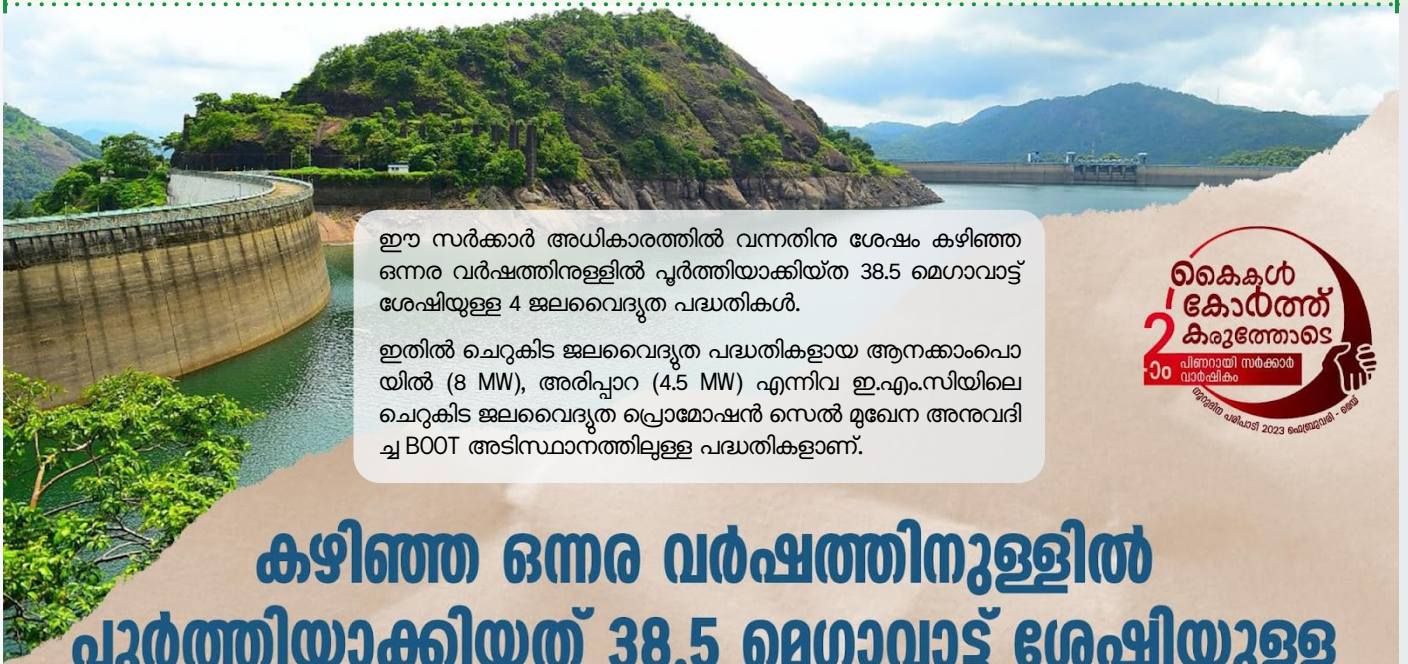 ഈ സർക്കാർ അധികാരത്തിൽ വന്നതിനു ശേഷം കഴിഞ്ഞ
ഒന്നര വർഷത്തിനുള്ളിൽ പൂർത്തിയാക്കിയ്ത 38.5 മെഗാവാട്ട്
ശേഷിയുള്ള 4 ജലവൈദ്യുത പദ്ധതികൾ.
ഇതിൽ ചെറുകിട ജലവൈദ്യുത പദ്ധതികളായ ആനക്കാംപൊ
യിൽ (8 MW), അരിപ്പാറ (4.5 MW) എന്നിവ ഇ.എം.സിയിലെ
ചെറുകിട ജലവൈദ്യുത പ്രൊമോഷൻ സെൽ മുഖേന അനുവദി
ച്ച BOOT അടിസ്ഥാനത്തിലുള്ള പദ്ധതികളാണ്.
കൈകൾ
കോർത്ത്
കരുത്തോടെ
2-ാം
പിണറായി സർക്കാർ
വാർഷികം
നൂറുദിന പരിപാടി 2023 ഫെബ്രുവരി - മെയ്
കഴിഞ്ഞ ഒന്നര വർഷത്തിനുള്ളിൽ
പൂർത്തിയാക്കിയത് 38.5 മെഗാവാട്ട് ശേഷിയുള്ള